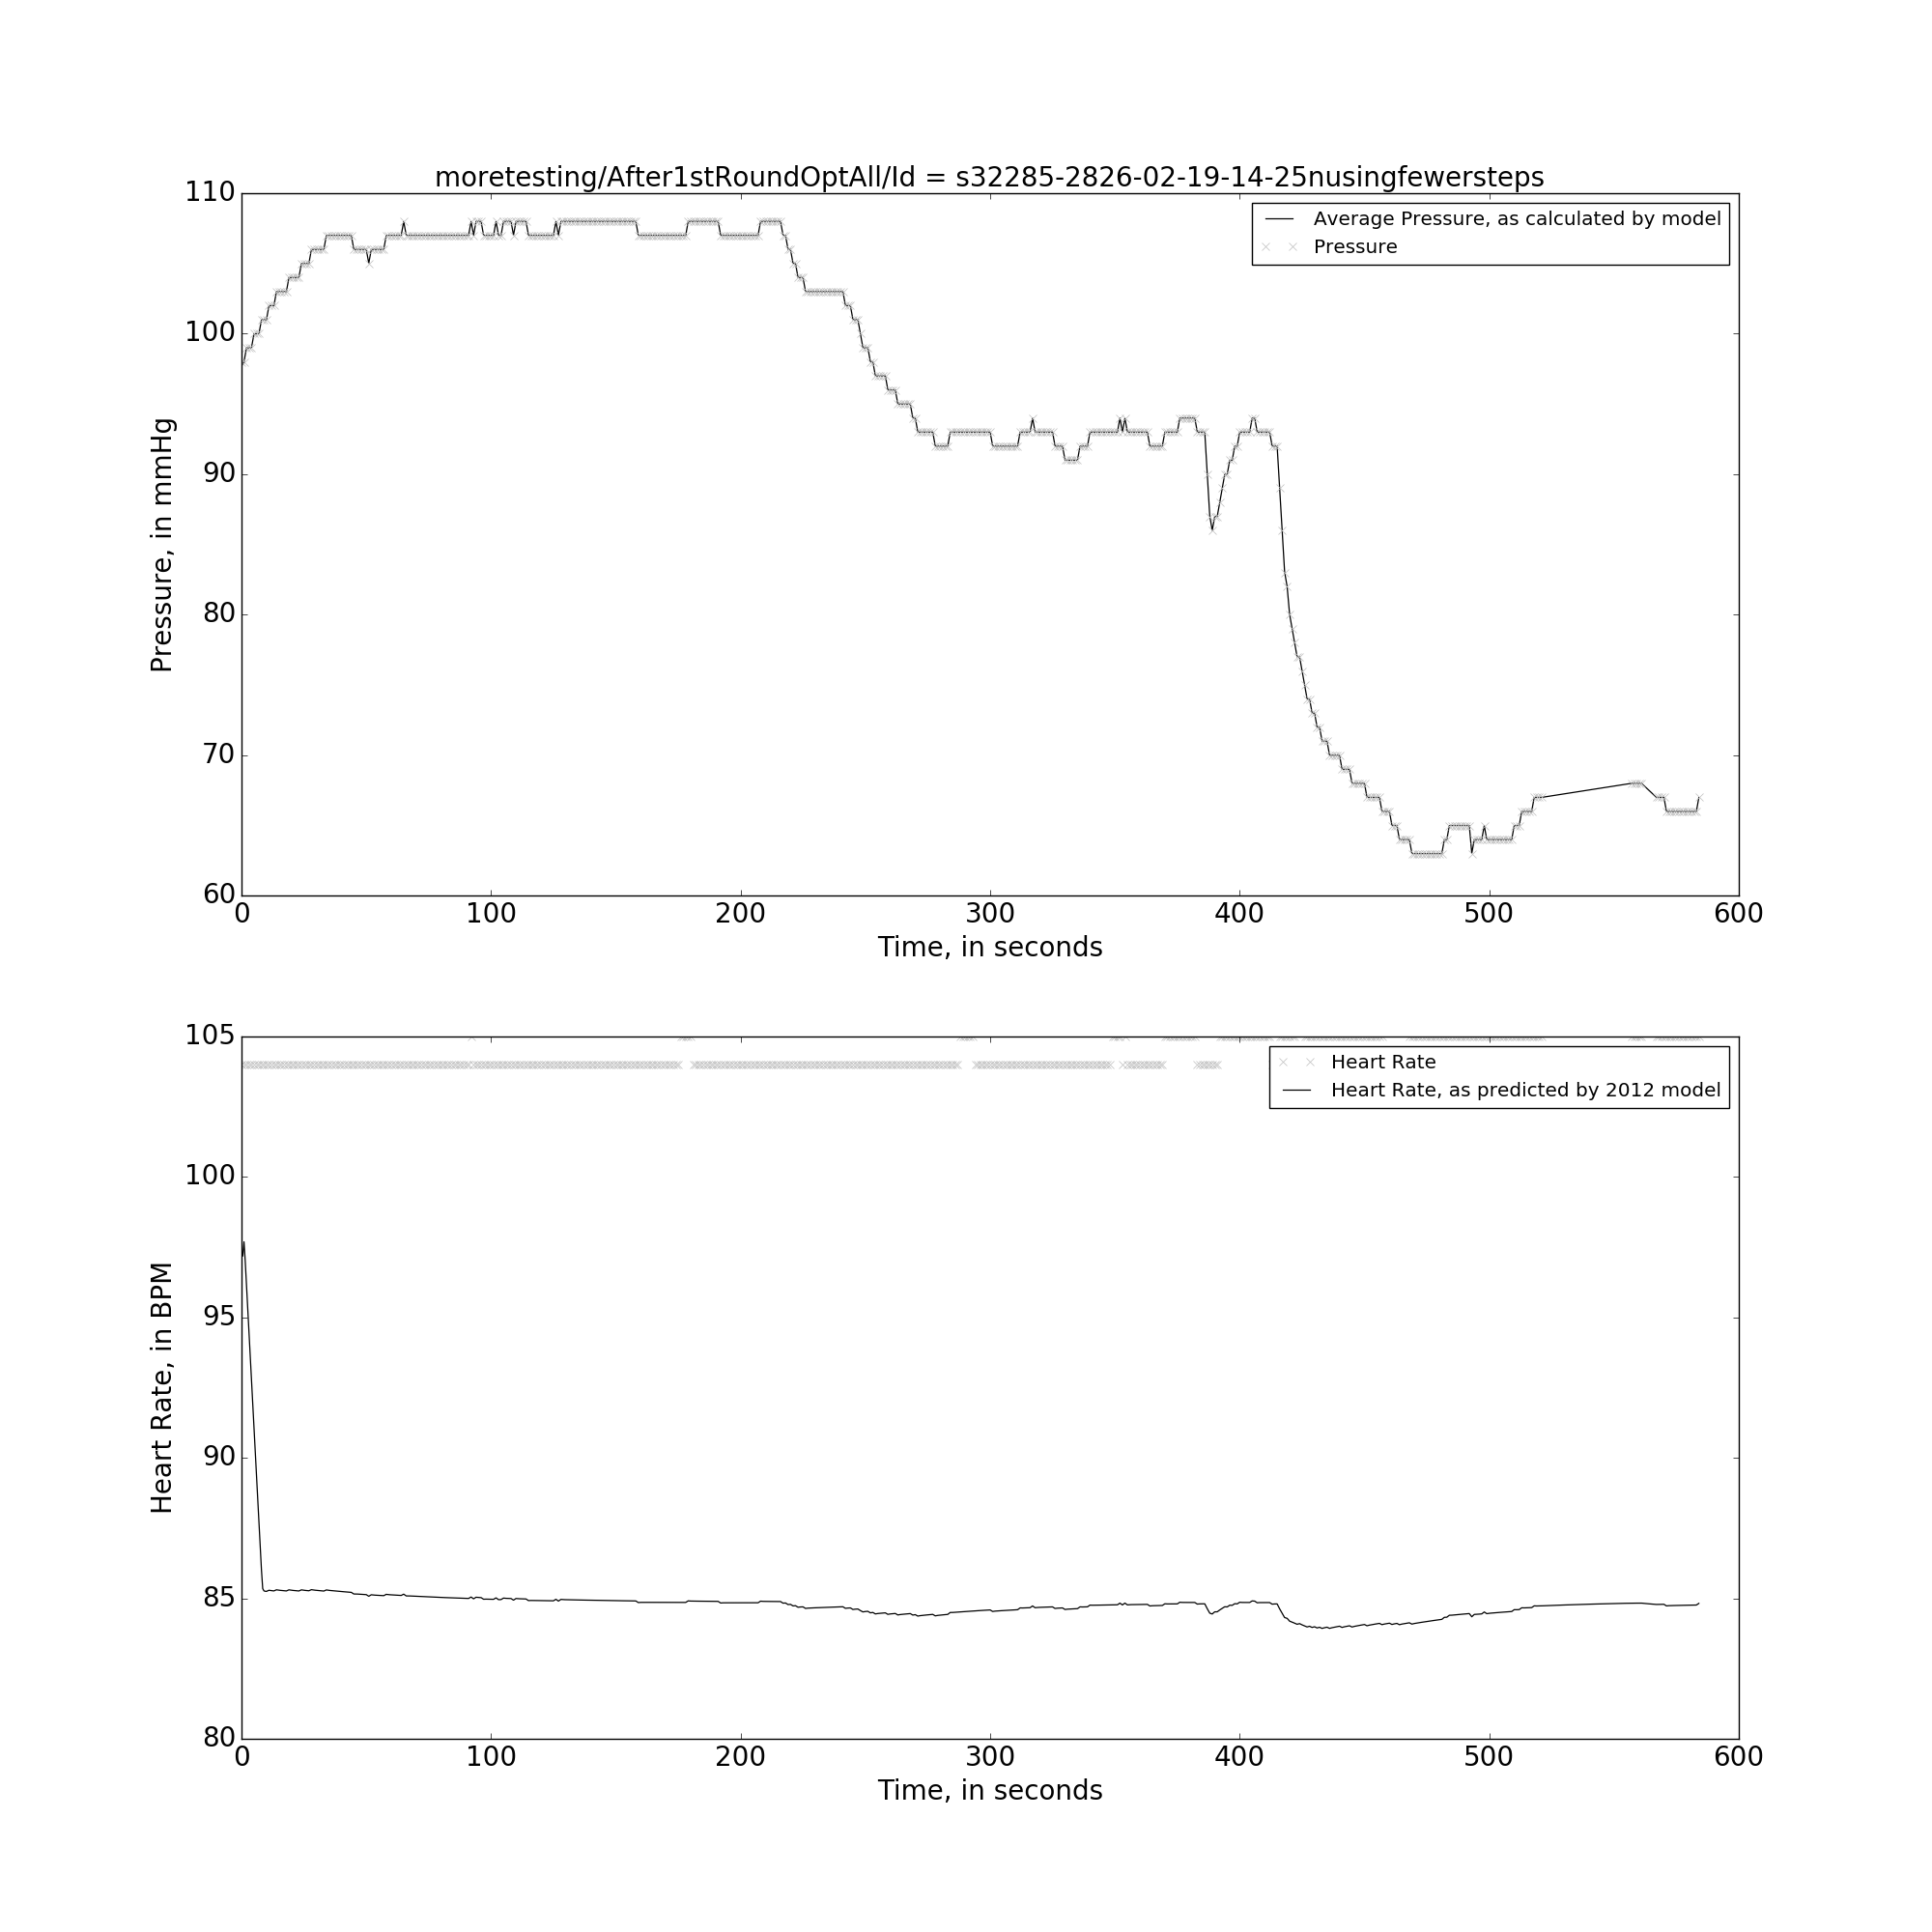 moretesting/After1stRoundOptAll/Id = s32285-2826-02-19-14-25nusingfewersteps
110
100
90
80
70
60
Pressure, in mmHg
Average Pressure, as calculated by model
Pressure
0 100 200 300 400 500 600
Time, in seconds
105
100
95
90
85
80
Heart Rate, in BPM
Heart Rate
Heart Rate, as predicted by 2012 model
0 100 200 300 400 500 600
Time, in seconds